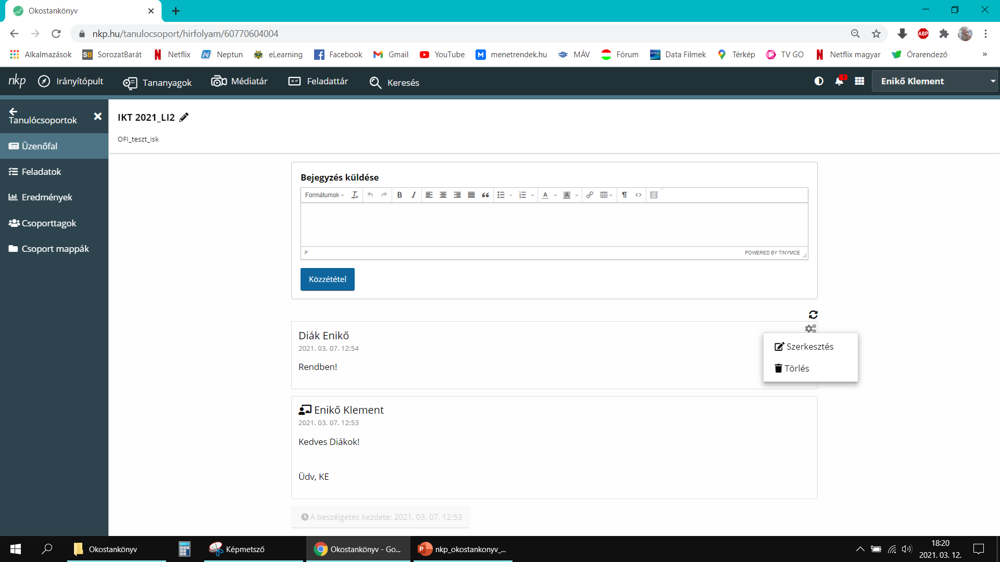 Okostankönyv
nkp.hu/tanulocsoport/hirfolyam/60770604004
ABP
Alkalmazások SB SorozatBarát Netflix Neptun eLearning Facebook Gmail YouTube menetrendek.hu MÁV Fórum Data Filmek Térkép TV GO Netflix magyar Órarendező »
nkp Irányítópult Tananyagok Médiatár Feladattár Keresés 1 Enikő Klement
Tanulócsoportok
IKT 2021_LI2
OFI_teszt_isk
Üzenőfal
Feladatok
Eredmények
Csoporttagok
Csoport mappák
Bejegyzés küldése
Formátumok
P POWERED BY TINYMCE
Közzététel
Diák Enikő
2021. 03. 07. 12:54
Rendben!
Szerkesztés
Törlés
Enikő Klement
2021. 03. 07. 12:53
Kedves Diákok!
Üdv, KE
A beszélgetés kezdete: 2021. 03. 07. 12:53
Okostankönyv Képmetsző Okostankönyv - Go... nkp_okostankonyv_...
18:20
2021. 03. 12.